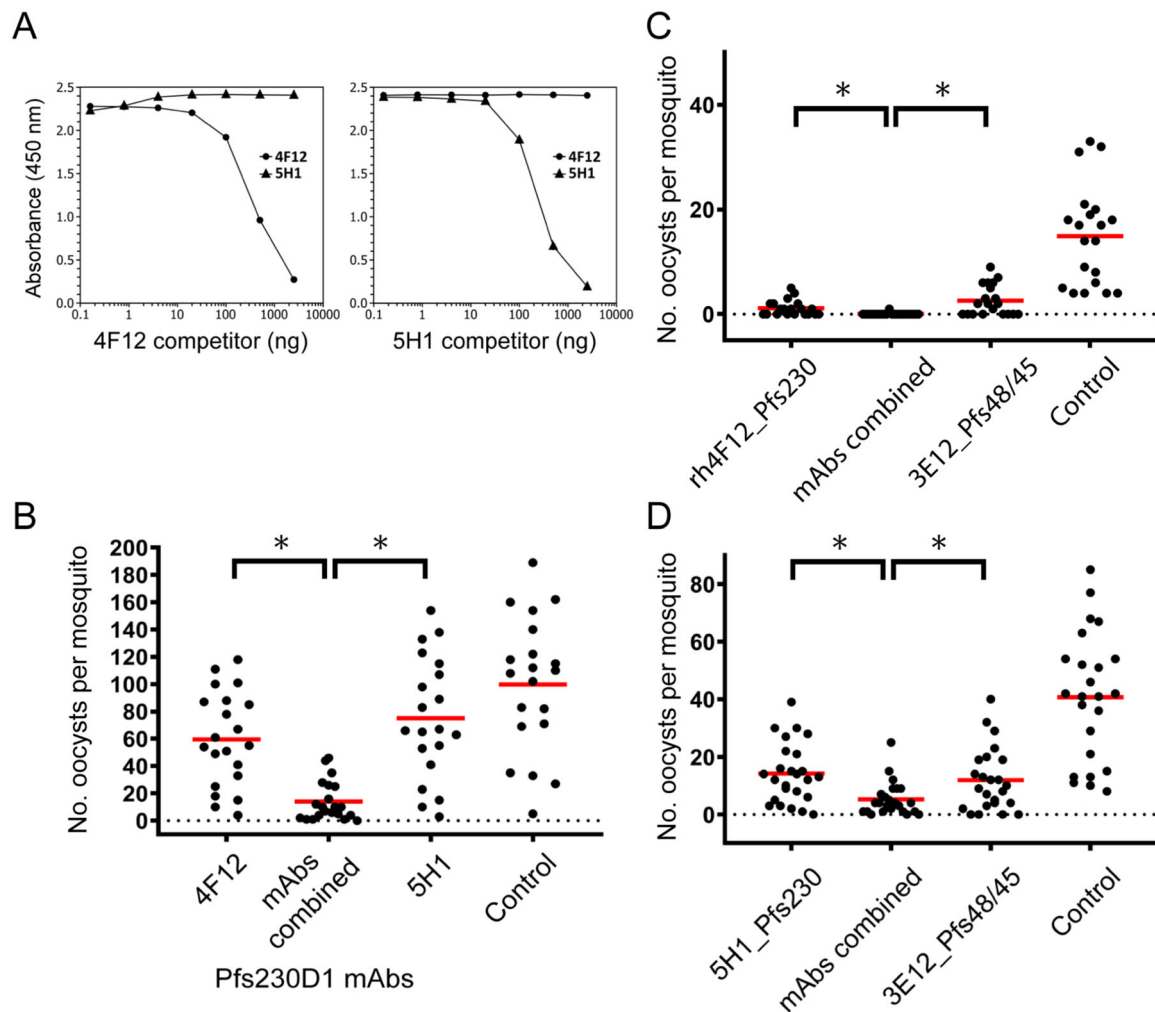 A
Absorbance (450 nm)
2.5
2.0
1.5
1.0
0.5
0.0
0.1 1 10 100 1000 10000
4F12
5H1
4F12 competitor (ng)
2.5
2.0
1.5
1.0
0.5
0.0
0.1 1 10 100 1000 10000
4F12
5H1
5H1 competitor (ng)
B
No. oocysts per mosquito
200
180
160
140
120
100
80
60
40
20
0
* *
4F12
mAbs
combined
5H1
Control
Pfs230D1 mAbs
C
No. oocysts per mosquito
40
20
0
* *
rh4F12_Pfs230
mAbs combined
3E12_Pfs48/45
Control
D
No. oocysts per mosquito
80
60
40
20
0
* *
5H1_Pfs230
mAbs combined
3E12_Pfs48/45
Control